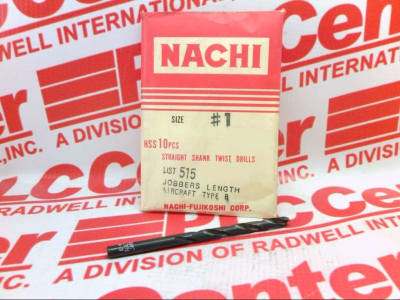 NACHI
SIZE #1
HSS 10PCS
STRAIGHT SHANK TWIST DRILLS
LIST 515
JOBBERS LENGTH
AIRCRAFT TYPE B
NACHI-FUJIKOSHI CORP.
RADWELL INTERNATIONAL
A DIVISION OF RADWELL INTERNATIONAL
PLCCenter
A DIVISION OF RADWELL INTERNATIONAL